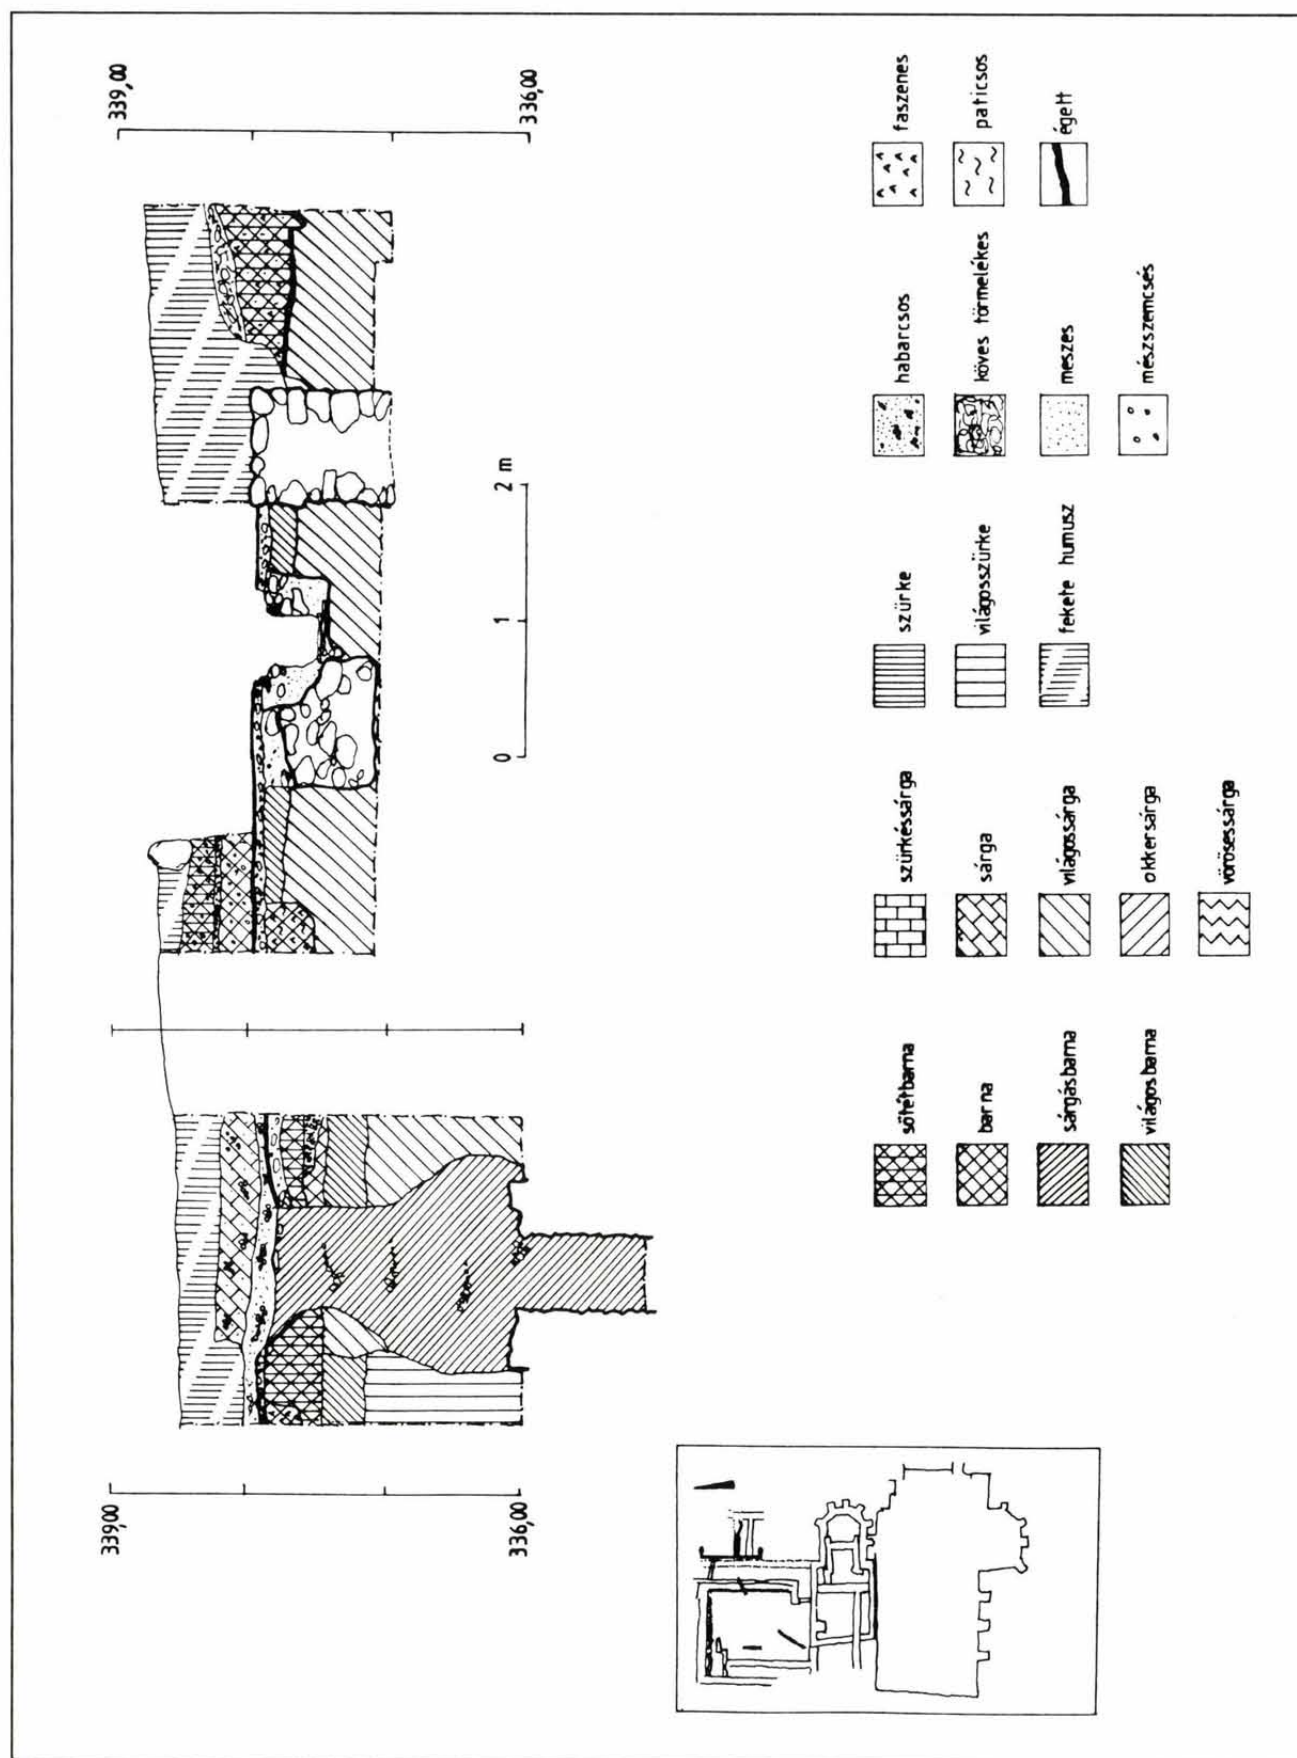 339,00
336,00
339,00
336,00
0 1 2 m
sötétbarna
barna
sárgásbarna
világosbarna
szürkéssárga
sárga
világossárga
okkersárga
vörösessárga
szürke
világosszürke
fekete humusz
habarcsos
köves törmelékes
meszes
mészszemcsés
faszenes
paticsos
égett